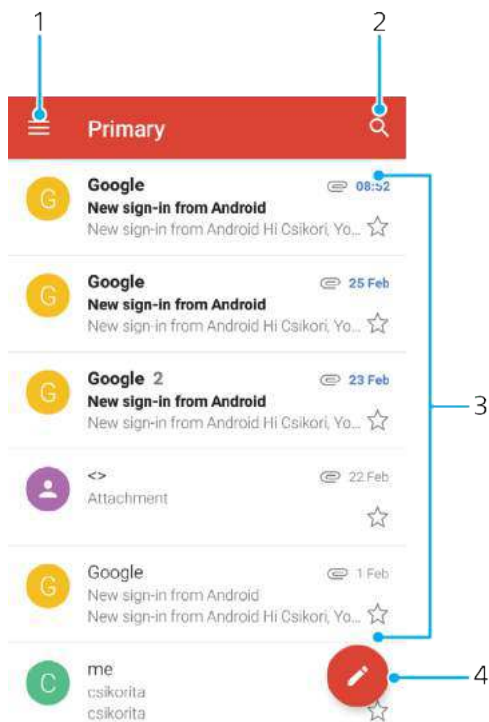 1
2
Primary
G
Google
08:52
New sign-in from Android
New sign-in from Android Hi Csikori, Yo...
G
Google
25 Feb
New sign-in from Android
New sign-in from Android Hi Csikori, Yo...
G
Google 2
23 Feb
New sign-in from Android
New sign-in from Android Hi Csikori, Yo...
3
<>
22 Feb
Attachment
G
Google
1 Feb
New sign-in from Android
New sign-in from Android Hi Csikori, Yo...
C
me
4
csikorita
csikorita